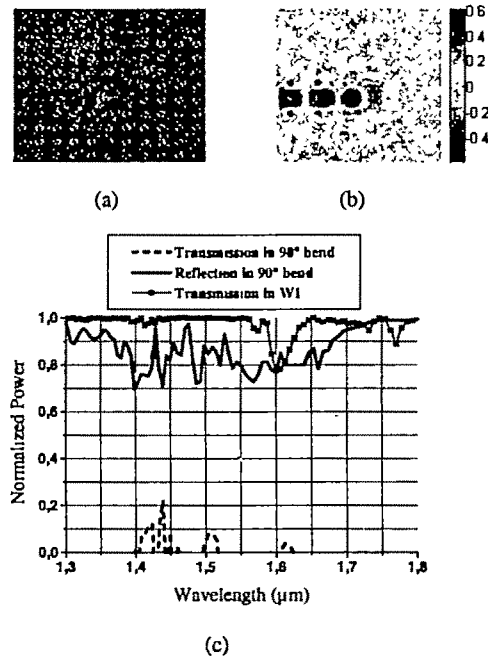 0.6
0.4
0.2
0
-0.2
-0.4
(a)
(b)
Transmission in 90° bend
Reflection in 90° bend
Transmission in W1
Normalized Power
1,0
0,8
0,6
0,4
0,2
0,0
1,3 1,4 1,5 1,6 1,7 1,8
Wavelength (µm)
(c)